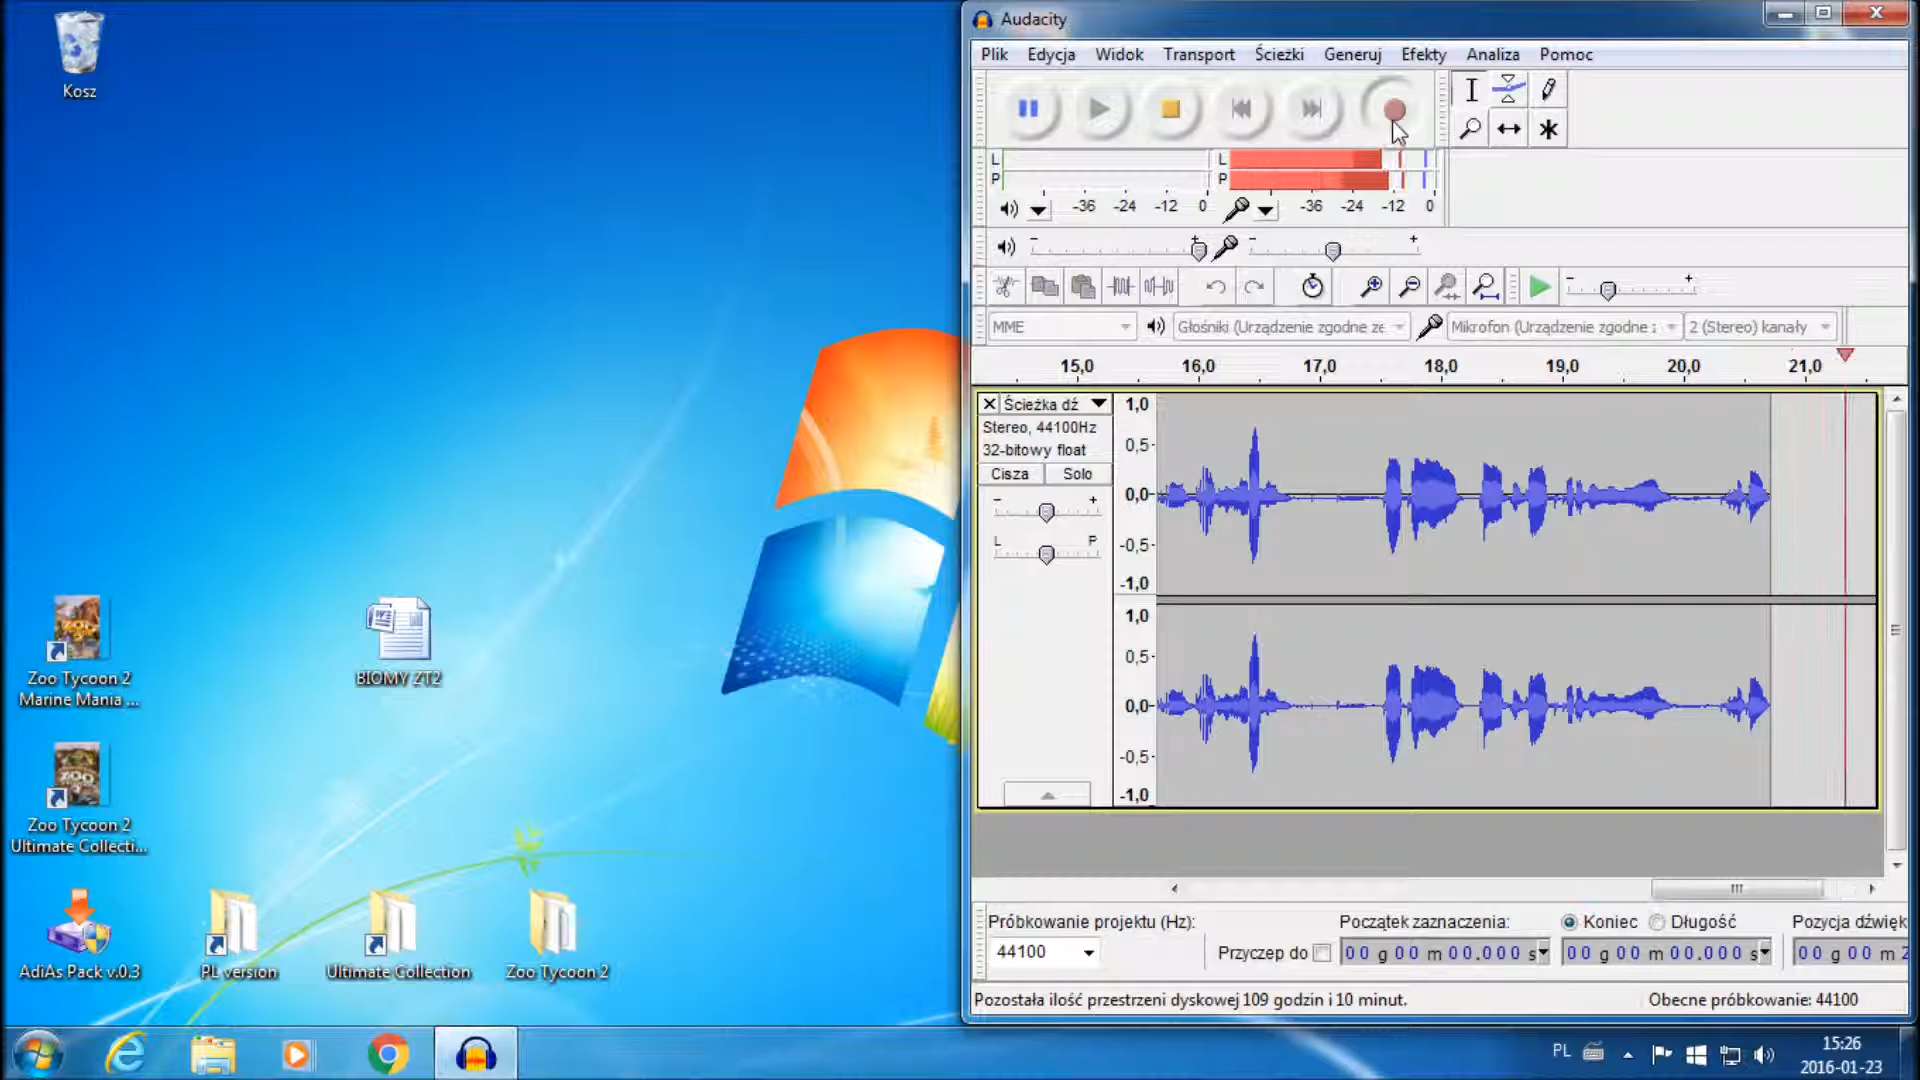 Kosz
Zoo Tycoon 2
Marine Mania ...
BIOMY ZT2
Zoo Tycoon 2
Ultimate Collecti...
AdiAs Pack v.0.3
PL version
Ultimate Collection
Zoo Tycoon 2
Audacity
Plik Edycja Widok Transport Ścieżki Generuj Efekty Analiza Pomoc
L
P
-36 -24 -12 0
L
P
-36 -24 -12 0
- +
- +
- +
MME
Głośniki (Urządzenie zgodne ze
Mikrofon (Urządzenie zgodne z
2 (Stereo) kanały
15,0 16,0 17,0 18,0 19,0 20,0 21,0
Ścieżka dź
Stereo, 44100Hz
32-bitowy float
Cisza Solo
- +
L P
1,0
0,5
0,0
-0,5
-1,0
1,0
0,5
0,0
-0,5
-1,0
Próbkowanie projektu (Hz):
44100
Przyczep do
Początek zaznaczenia:
00 g 00 m 00.000 s
Koniec Długość
00 g 00 m 00.000 s
Pozycja dźwięk
00 g 00 m 2
Pozostała ilość przestrzeni dyskowej 109 godzin i 10 minut.
Obecne próbkowanie: 44100
PL
15:26
2016-01-23